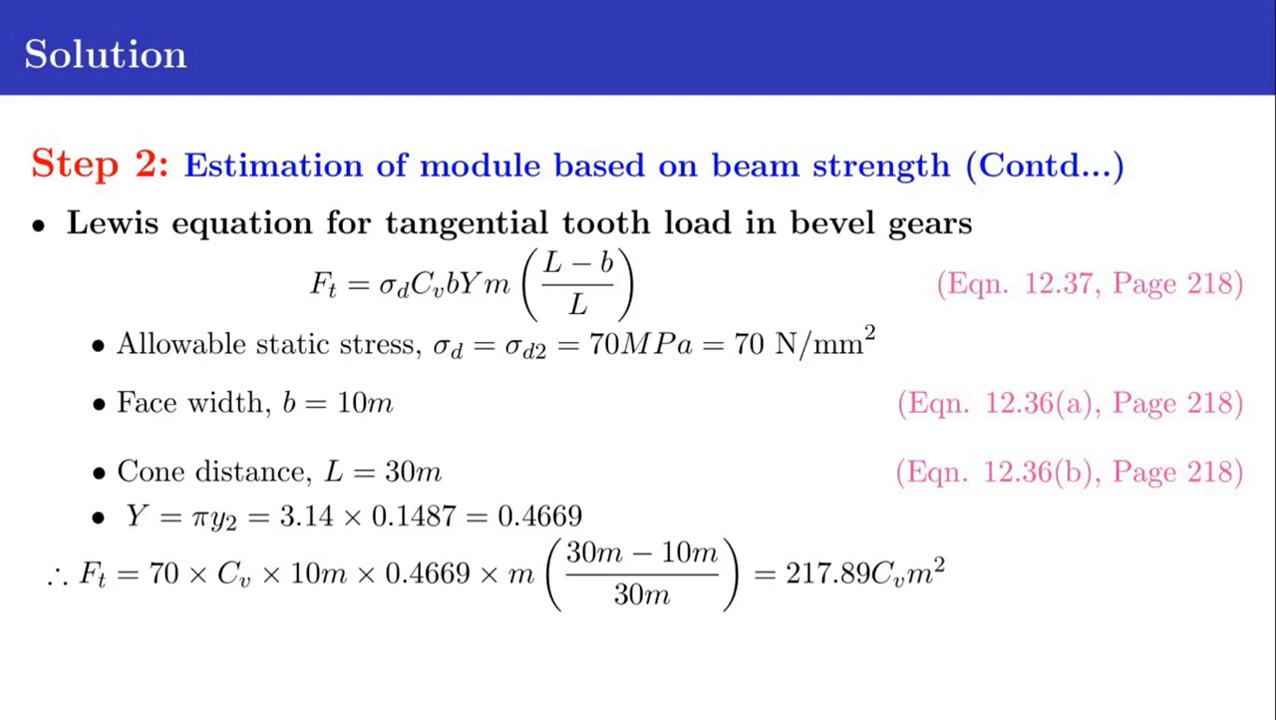 Solution
Step 2: Estimation of module based on beam strength (Contd...)
• Lewis equation for tangential tooth load in bevel gears
F_t = σ_d C_v b Y m ((L − b)/L) (Eqn. 12.37, Page 218)
• Allowable static stress, σ_d = σ_d2 = 70MPa = 70 N/mm²
• Face width, b = 10m (Eqn. 12.36(a), Page 218)
• Cone distance, L = 30m (Eqn. 12.36(b), Page 218)
• Y = πy₂ = 3.14 × 0.1487 = 0.4669
∴ F_t = 70 × C_v × 10m × 0.4669 × m ((30m − 10m)/30m) = 217.89C_v m²